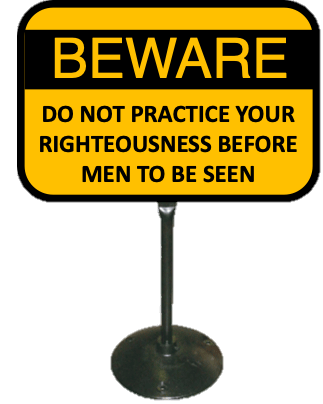 BEWARE
DO NOT PRACTICE YOUR
RIGHTEOUSNESS BEFORE
MEN TO BE SEEN